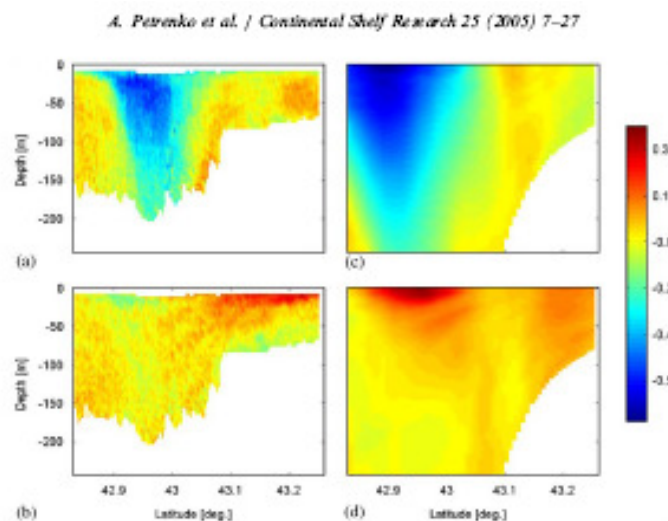 A. Petrenko et al. / Continental Shelf Research 25 (2005) 7–27
0
-50
-100
-150
-200
Depth [m]
(a)
(c)
0
-50
-100
-150
-200
Depth [m]
42.9
43
43.1
43.2
Latitude [deg.]
(b)
42.9
43
43.1
43.2
Latitude [deg.]
(d)